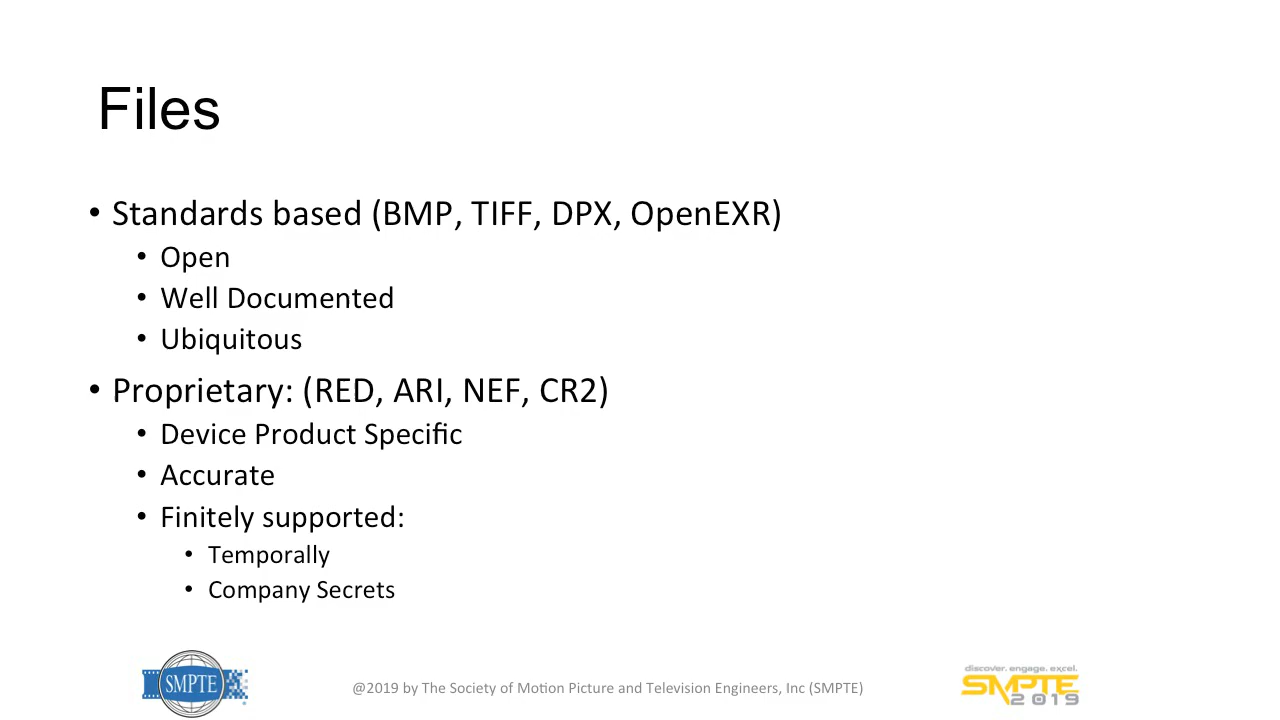 Files
• Standards based (BMP, TIFF, DPX, OpenEXR)
• Open
• Well Documented
• Ubiquitous
• Proprietary: (RED, ARI, NEF, CR2)
• Device Product Specific
• Accurate
• Finitely supported:
• Temporally
• Company Secrets
SMPTE
@2019 by The Society of Motion Picture and Television Engineers, Inc (SMPTE)
discover. engage. excel.
SMPTE
2019